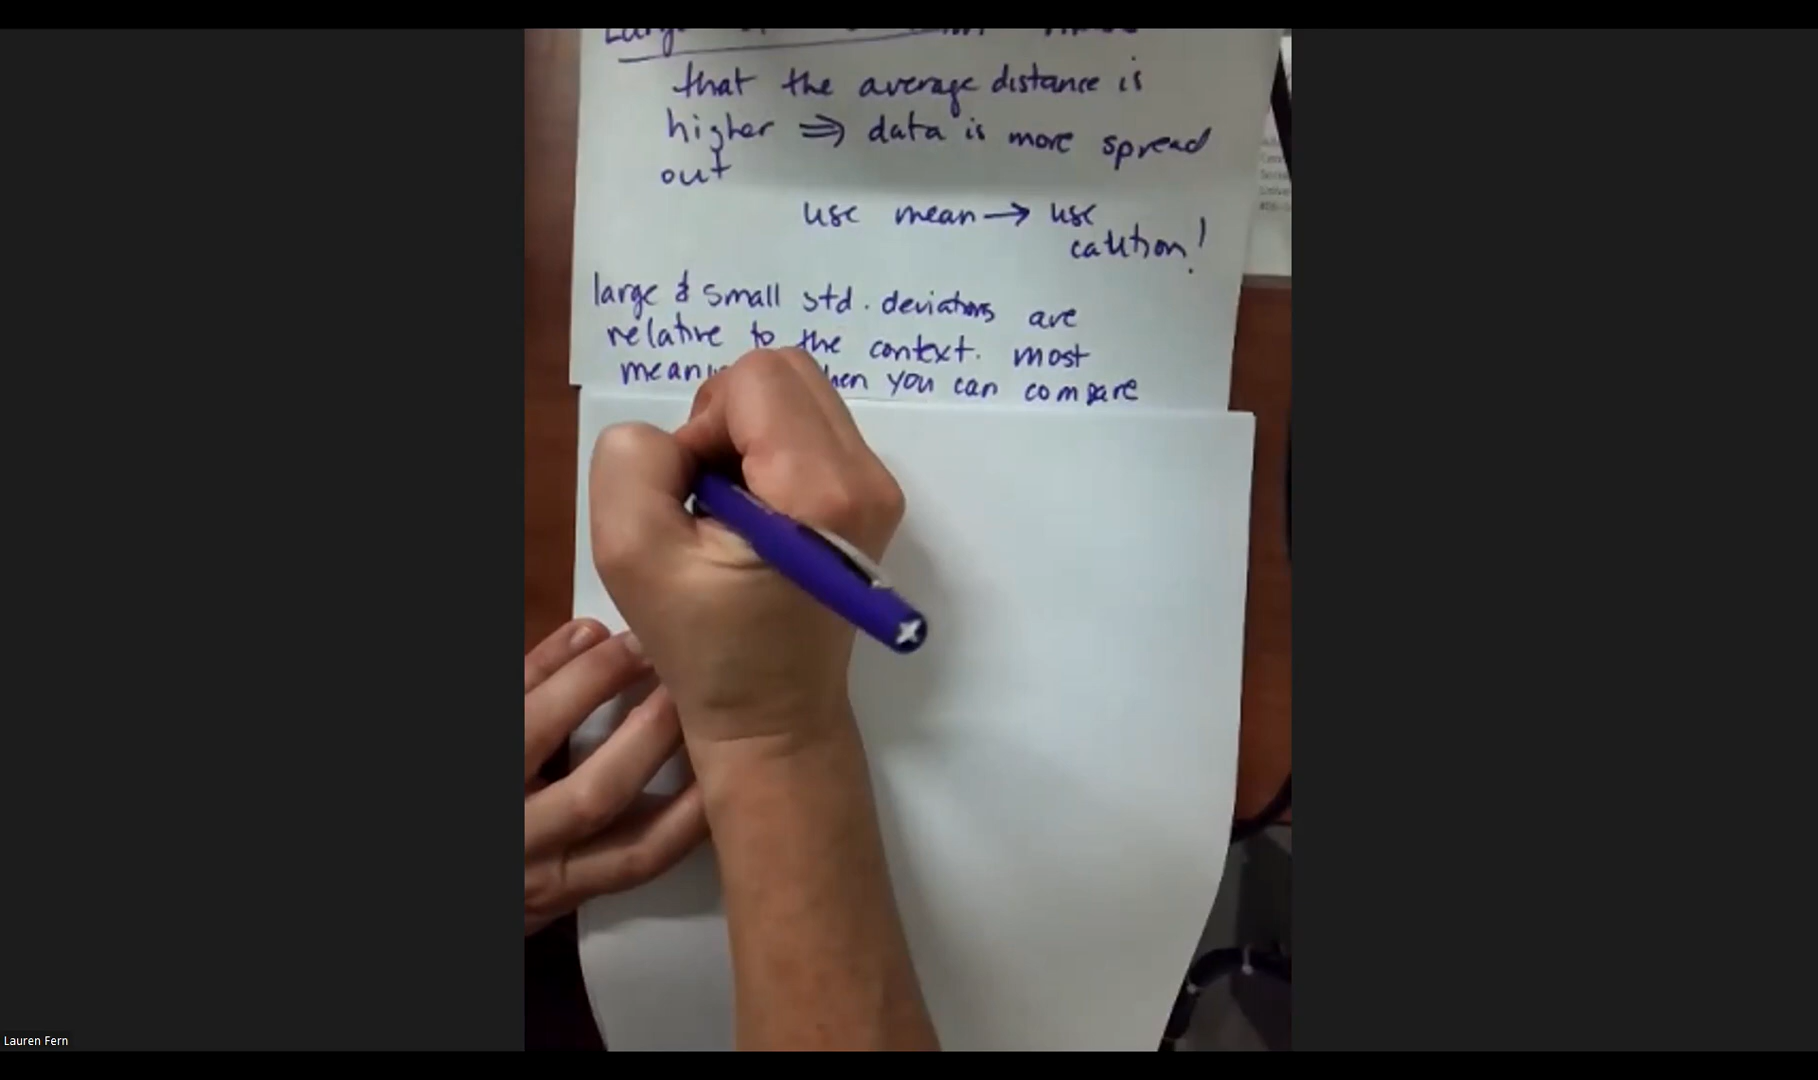 that the average distance is
higher ⇒ data is more spread
out
use mean → use
caution!
large & small std. deviations are
relative to the context. most
when you can compare
Lauren Fern